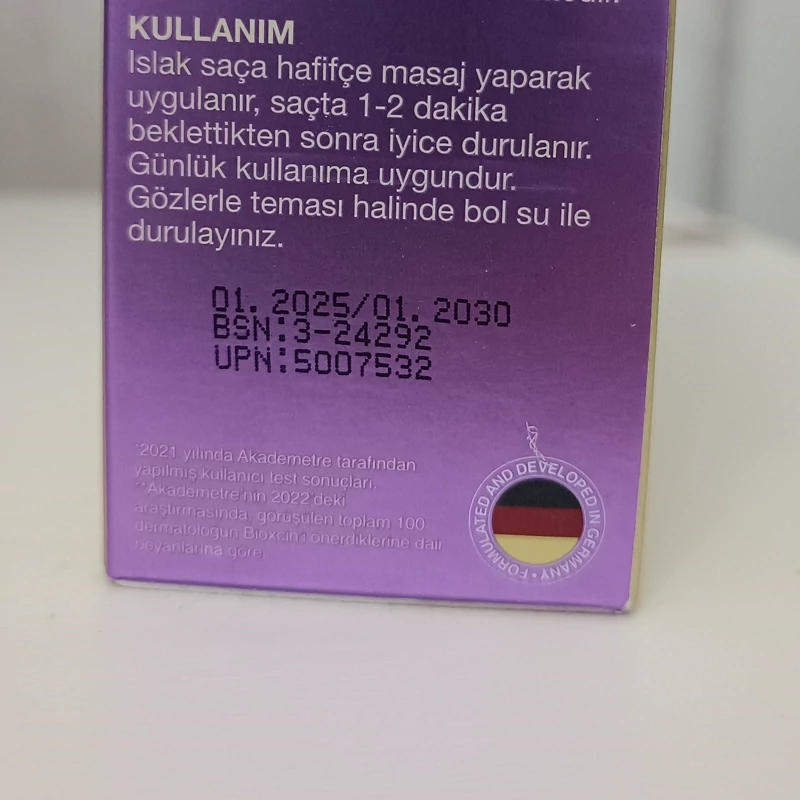 KULLANIM
Islak saça hafifçe masaj yaparak
uygulanır, saçta 1-2 dakika
beklettikten sonra iyice durulanır.
Günlük kullanıma uygundur.
Gözlerle teması halinde bol su ile
durulayınız.
01. 2025/01. 2030
BSN:3-24292
UPN:5007532
*2021 yılında Akademetre tarafından
yapılmış kullanıcı test sonuçları.
**Akademetre'nin 2022'deki
araştırmasında, görüşülen toplam 100
dermatoloğun Bioxcin'i önerdiklerine dair
beyanlarına göre.
FORMULATED AND DEVELOPED IN GERMANY •